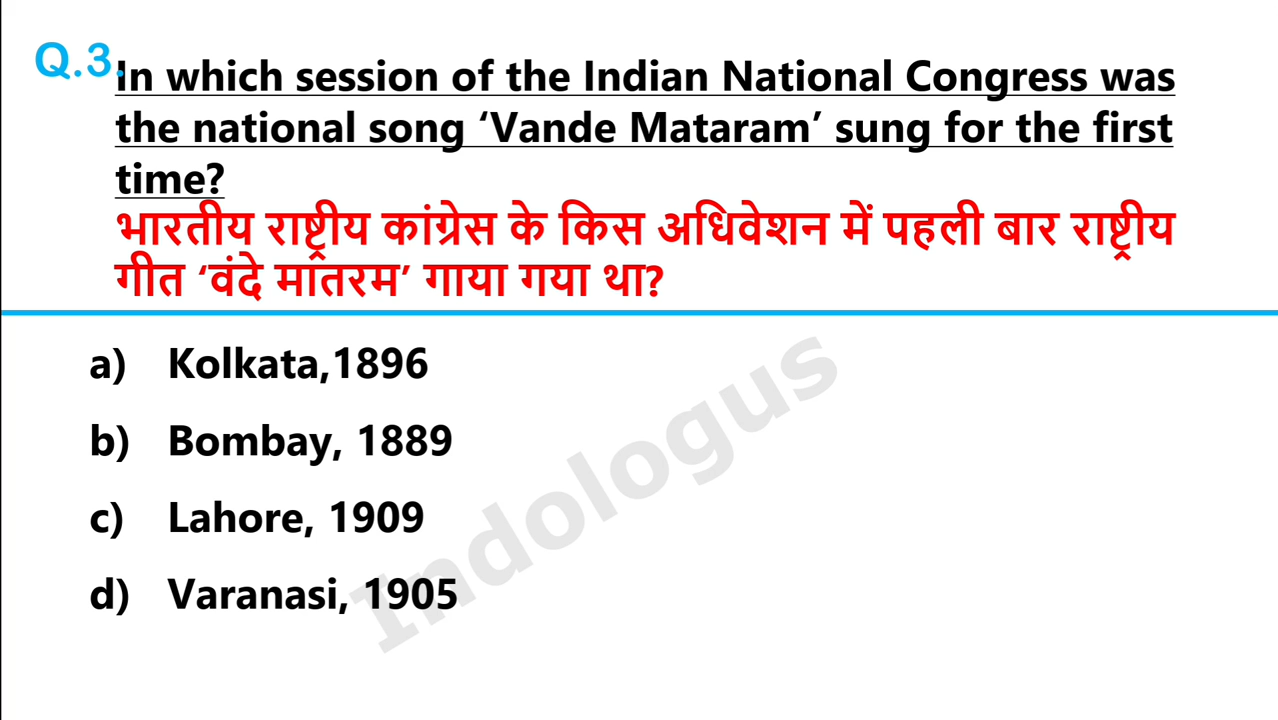 Q.3.
In which session of the Indian National Congress was
the national song ‘Vande Mataram’ sung for the first
time?
भारतीय राष्ट्रीय कांग्रेस के किस अधिवेशन में पहली बार राष्ट्रीय
गीत ‘वंदे मातरम’ गाया गया था?
a) Kolkata,1896
b) Bombay, 1889
c) Lahore, 1909
d) Varanasi, 1905
Indologus